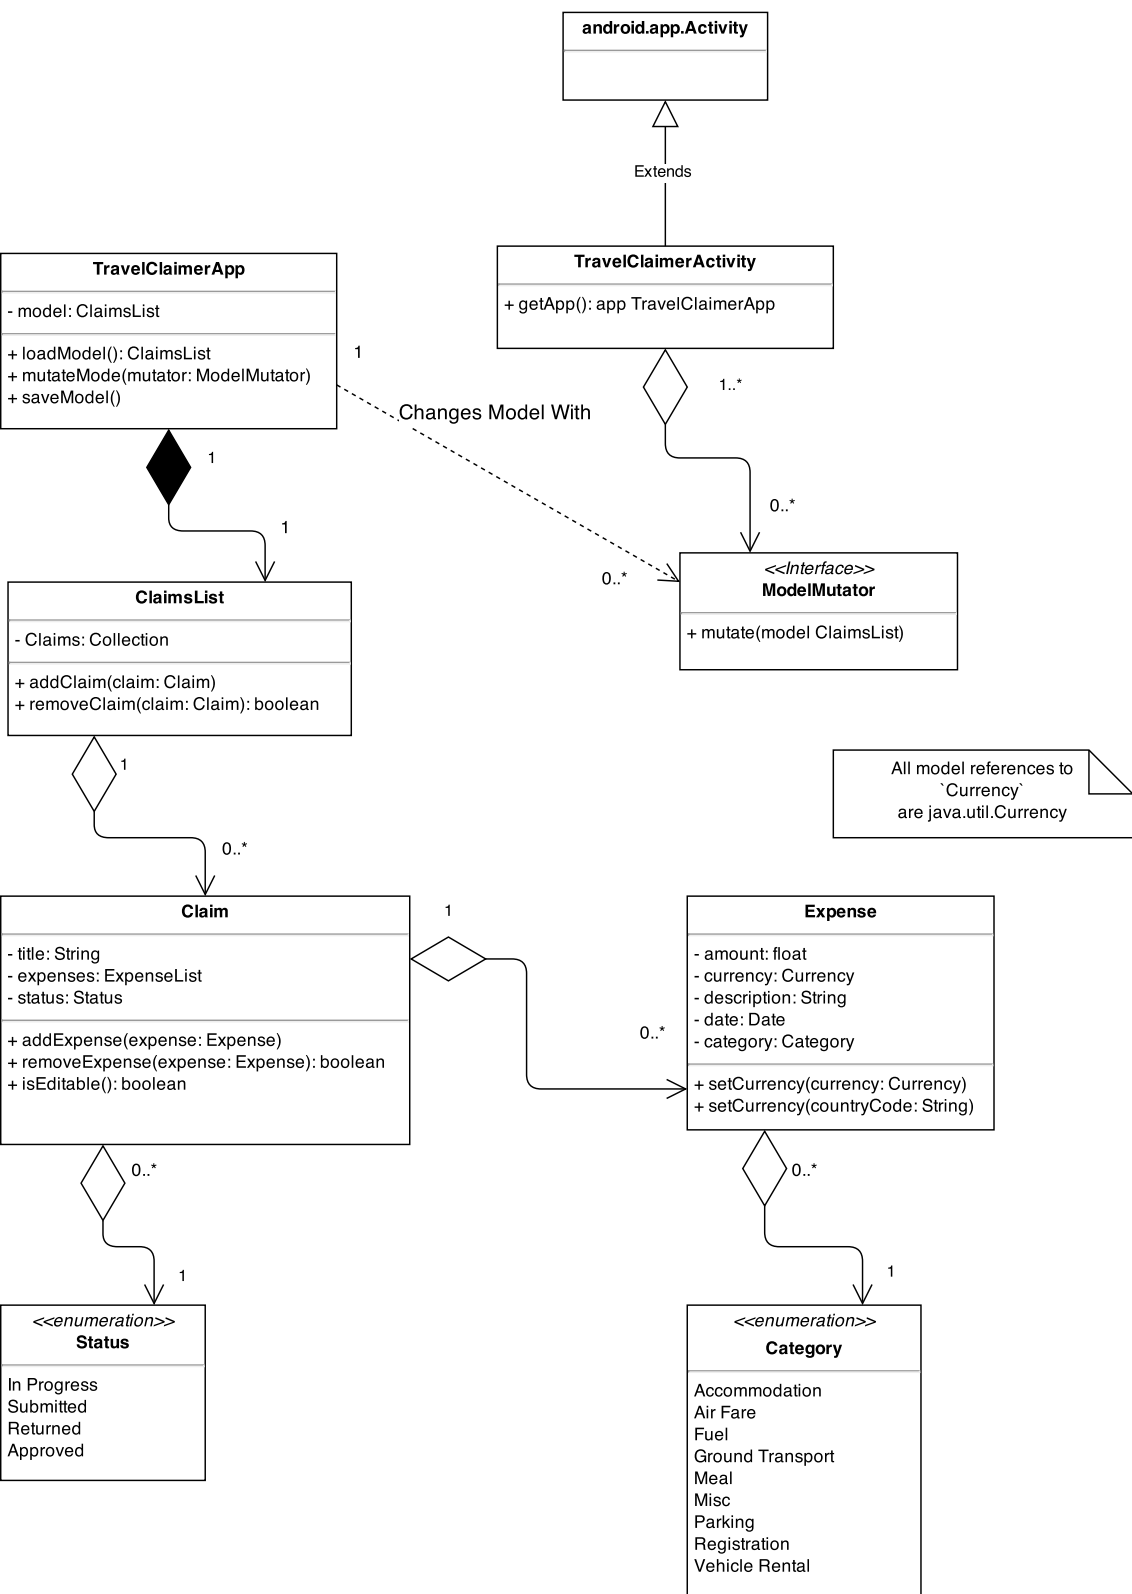 android.app.Activity
Extends
TravelClaimerApp
- model: ClaimsList
+ loadModel(): ClaimsList
+ mutateMode(mutator: ModelMutator)
+ saveModel()
TravelClaimerActivity
+ getApp(): app TravelClaimerApp
1
Changes Model With
1..*
1
0..*
1
0..*
<<Interface>>
ModelMutator
+ mutate(model ClaimsList)
ClaimsList
- Claims: Collection
+ addClaim(claim: Claim)
+ removeClaim(claim: Claim): boolean
1
0..*
All model references to
`Currency`
are java.util.Currency
Claim
- title: String
- expenses: ExpenseList
- status: Status
+ addExpense(expense: Expense)
+ removeExpense(expense: Expense): boolean
+ isEditable(): boolean
1
0..*
Expense
- amount: float
- currency: Currency
- description: String
- date: Date
- category: Category
+ setCurrency(currency: Currency)
+ setCurrency(countryCode: String)
0..*
1
0..*
1
<<enumeration>>
Status
In Progress
Submitted
Returned
Approved
<<enumeration>>
Category
Accommodation
Air Fare
Fuel
Ground Transport
Meal
Misc
Parking
Registration
Vehicle Rental